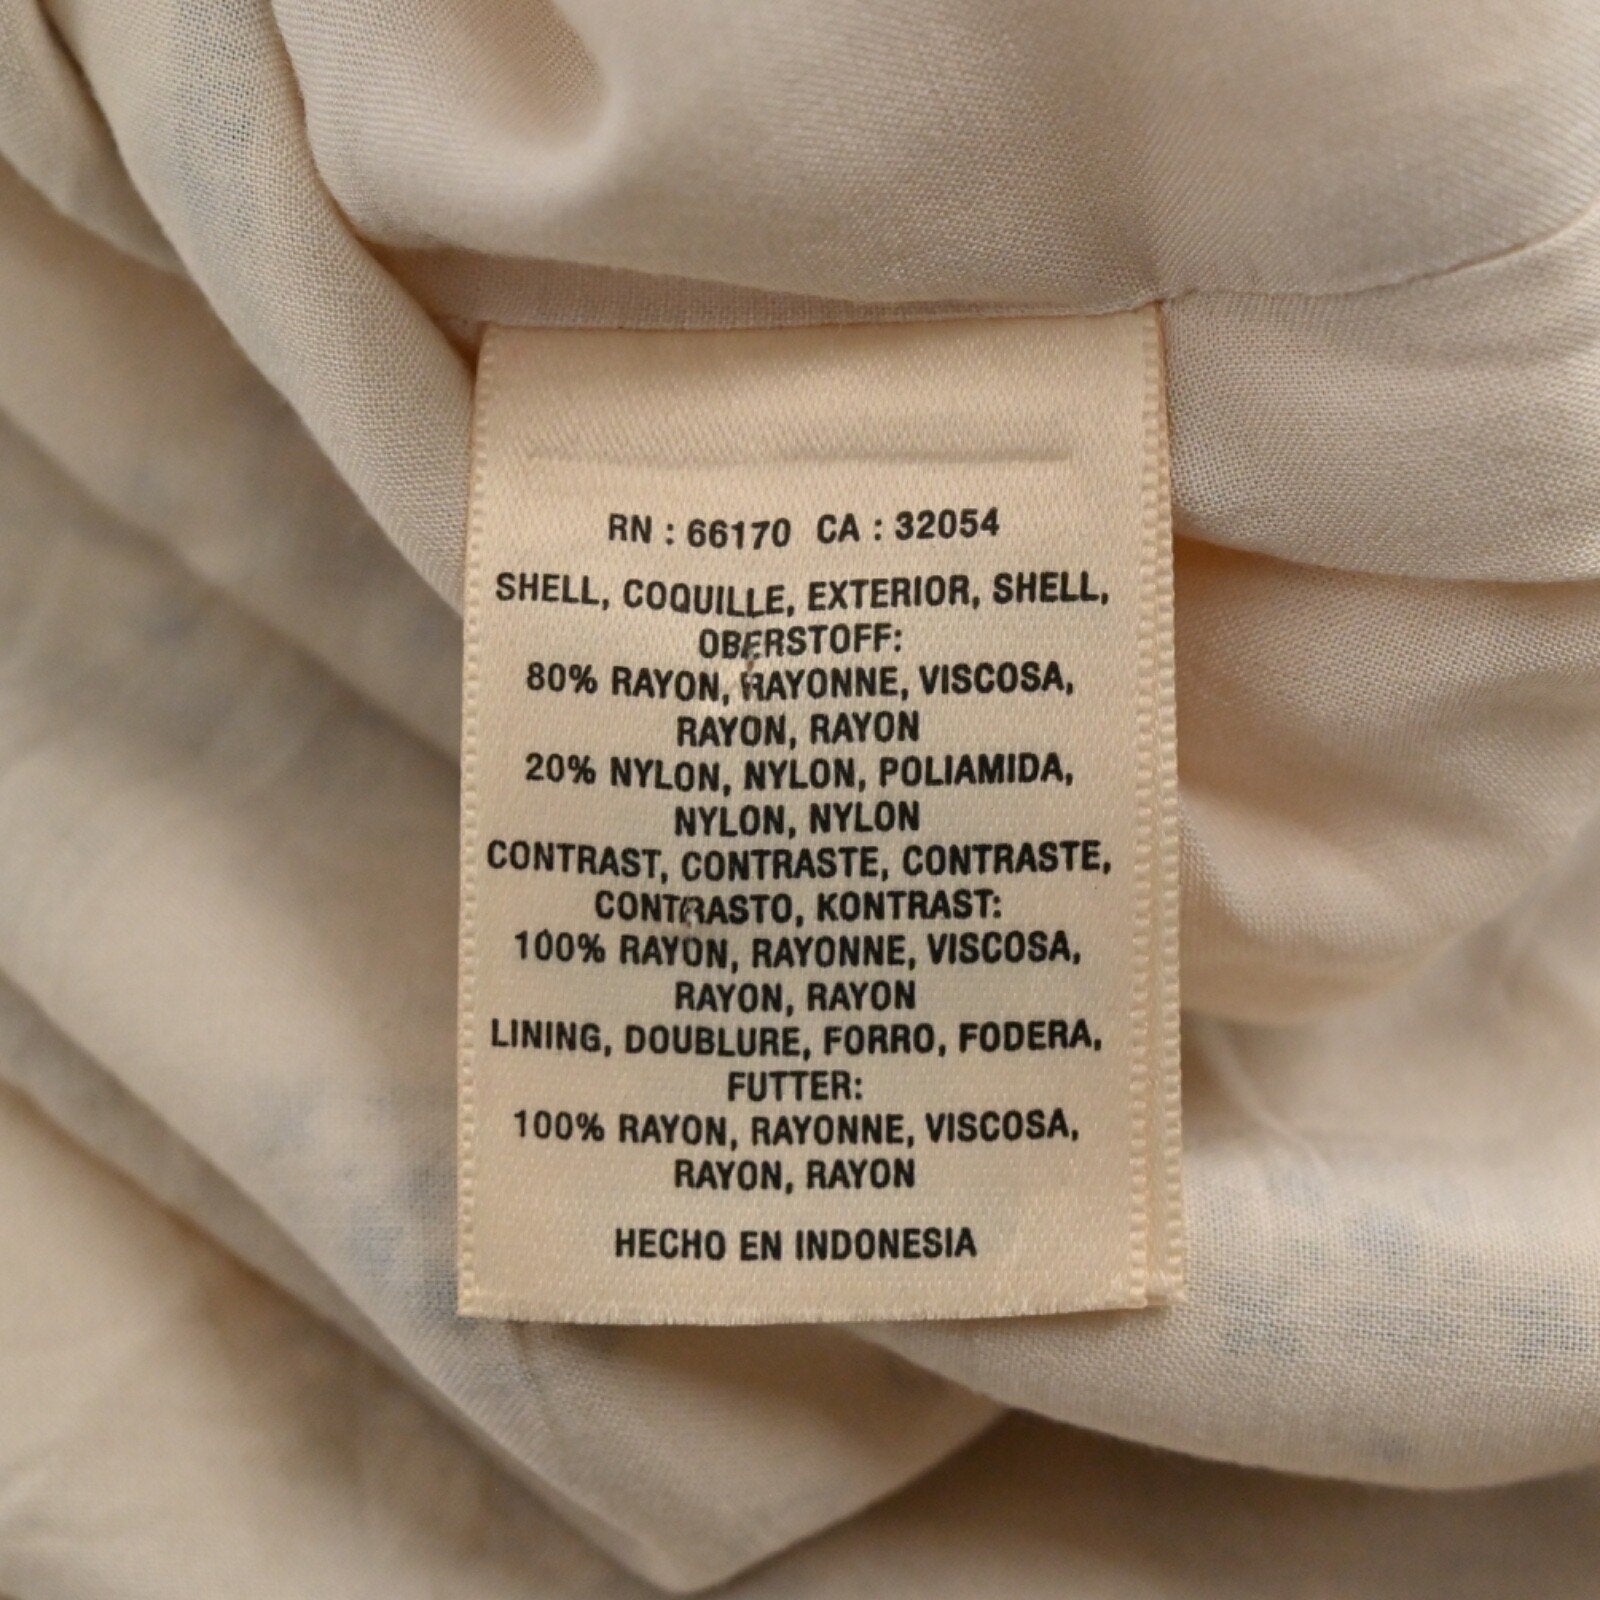 RN : 66170 CA : 32054
SHELL, COQUILLE, EXTERIOR, SHELL,
OBERSTOFF:
80% RAYON, RAYONNE, VISCOSA,
RAYON, RAYON
20% NYLON, NYLON, POLIAMIDA,
NYLON, NYLON
CONTRAST, CONTRASTE, CONTRASTE,
CONTRASTO, KONTRAST:
100% RAYON, RAYONNE, VISCOSA,
RAYON, RAYON
LINING, DOUBLURE, FORRO, FODERA,
FUTTER:
100% RAYON, RAYONNE, VISCOSA,
RAYON, RAYON
HECHO EN INDONESIA